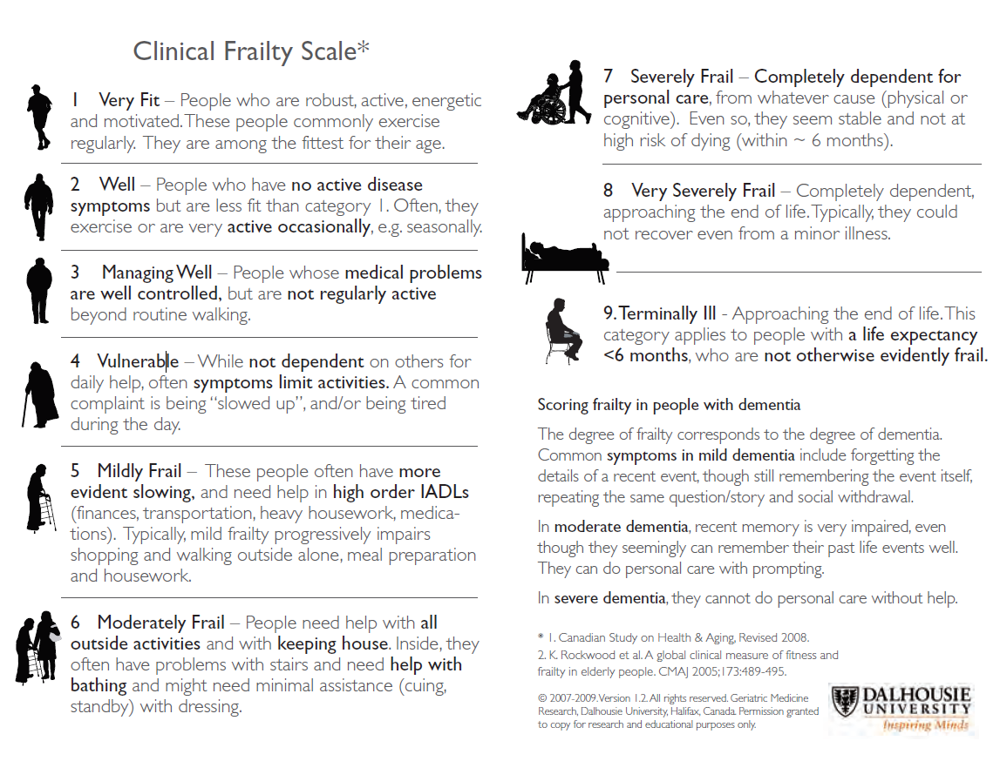 Clinical Frailty Scale*
1 Very Fit – People who are robust, active, energetic
and motivated. These people commonly exercise
regularly. They are among the fittest for their age.
2 Well – People who have no active disease
symptoms but are less fit than category 1. Often, they
exercise or are very active occasionally, e.g. seasonally.
3 Managing Well – People whose medical problems
are well controlled, but are not regularly active
beyond routine walking.
4 Vulnerable – While not dependent on others for
daily help, often symptoms limit activities. A common
complaint is being “slowed up”, and/or being tired
during the day.
5 Mildly Frail – These people often have more
evident slowing, and need help in high order IADLs
(finances, transportation, heavy housework, medica-
tions). Typically, mild frailty progressively impairs
shopping and walking outside alone, meal preparation
and housework.
6 Moderately Frail – People need help with all
outside activities and with keeping house. Inside, they
often have problems with stairs and need help with
bathing and might need minimal assistance (cuing,
standby) with dressing.
7 Severely Frail – Completely dependent for
personal care, from whatever cause (physical or
cognitive). Even so, they seem stable and not at
high risk of dying (within ~ 6 months).
8 Very Severely Frail – Completely dependent,
approaching the end of life. Typically, they could
not recover even from a minor illness.
9. Terminally Ill - Approaching the end of life. This
category applies to people with a life expectancy
<6 months, who are not otherwise evidently frail.
Scoring frailty in people with dementia
The degree of frailty corresponds to the degree of dementia.
Common symptoms in mild dementia include forgetting the
details of a recent event, though still remembering the event itself,
repeating the same question/story and social withdrawal.
In moderate dementia, recent memory is very impaired, even
though they seemingly can remember their past life events well.
They can do personal care with prompting.
In severe dementia, they cannot do personal care without help.
* 1. Canadian Study on Health & Aging, Revised 2008.
2. K. Rockwood et al. A global clinical measure of fitness and
frailty in elderly people. CMAJ 2005;173:489-495.
© 2007-2009. Version 1.2. All rights reserved. Geriatric Medicine
Research, Dalhousie University, Halifax, Canada. Permission granted
to copy for research and educational purposes only.
DALHOUSIE
UNIVERSITY
Inspiring Minds